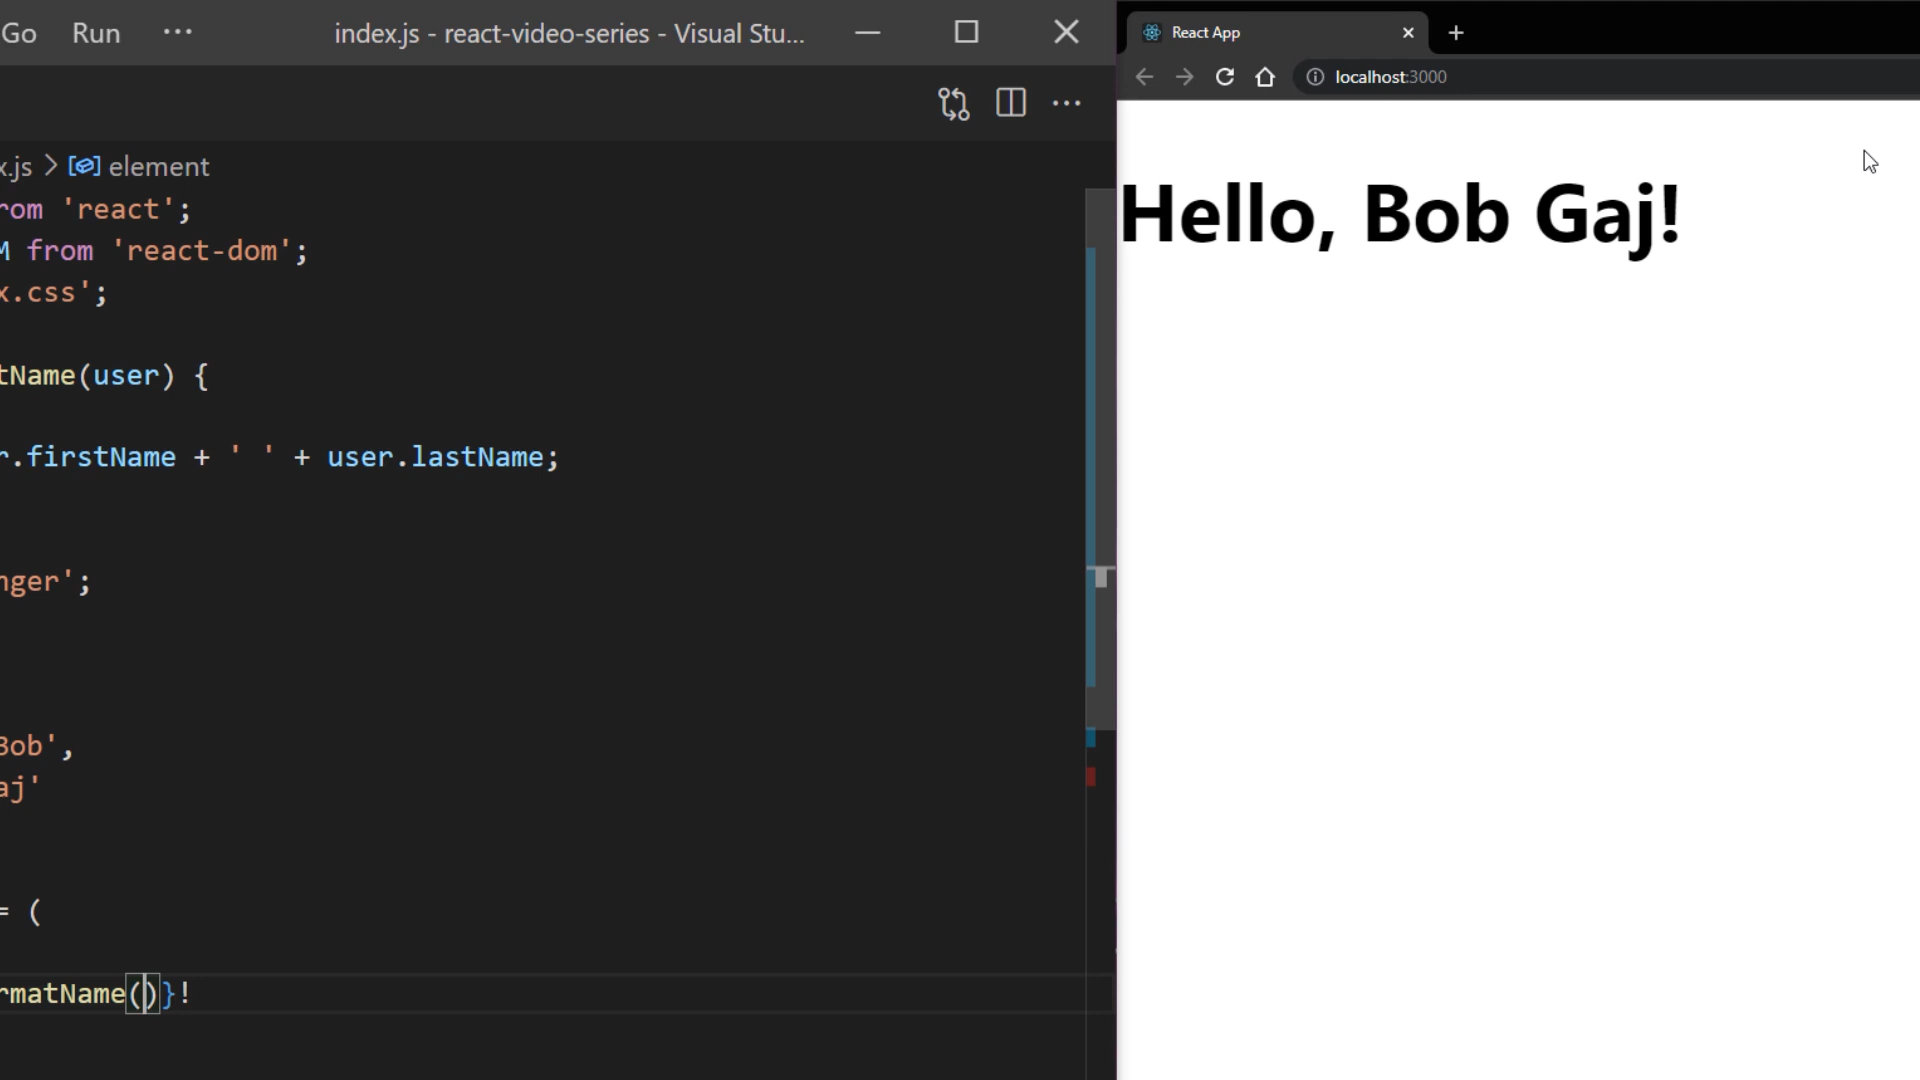 Go Run ... index.js - react-video-series - Visual Stu...
x.js > element
rom 'react';
M from 'react-dom';
x.css';
tName(user) {
r.firstName + ' ' + user.lastName;
nger';
Bob',
aj'
= (
rmatName()}!
React App
localhost:3000
Hello, Bob Gaj!